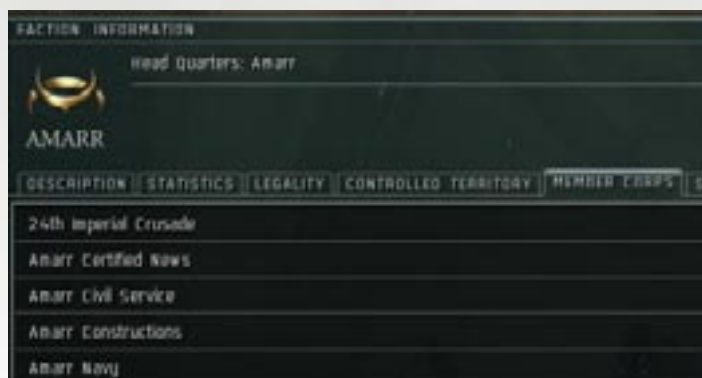 FACTION INFORMATION
Head Quarters: Amarr
AMARR
DESCRIPTION STATISTICS LEGALITY CONTROLLED TERRITORY MEMBER CORPS
24th Imperial Crusade
Amarr Certified News
Amarr Civil Service
Amarr Constructions
Amarr Navy